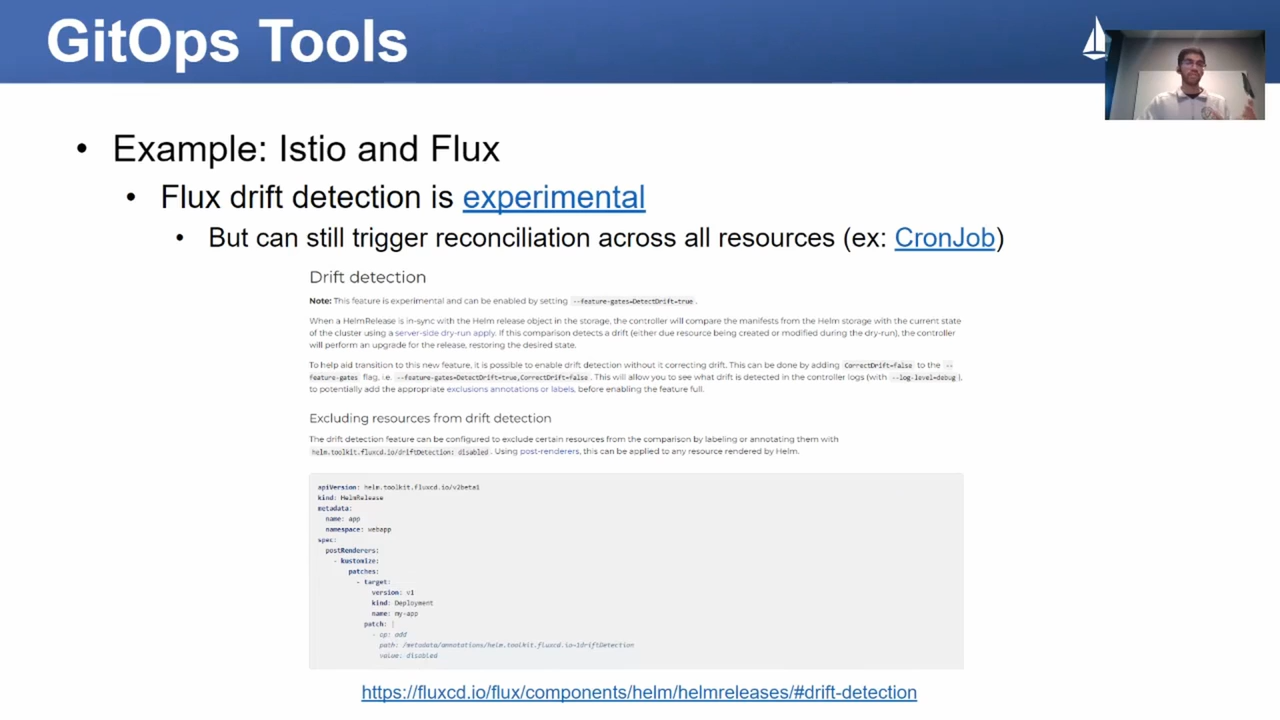 GitOps Tools
• Example: Istio and Flux
• Flux drift detection is experimental
• But can still trigger reconciliation across all resources (ex: CronJob)
Drift detection
Note: This feature is experimental and can be enabled by setting --feature-gates=DetectDrift=true.
When a HelmRelease is in-sync with the Helm release object in the storage, the controller will compare the manifests from the Helm storage with the current state
of the cluster using a server-side dry-run apply. If this comparison detects a drift (either due resource being created or modified during the dry-run), the controller
will perform an upgrade for the release, restoring the desired state.
To help aid transition to this new feature, it is possible to enable drift detection without it correcting drift. This can be done by adding CorrectDrift=false to the --
feature-gates flag, i.e. --feature-gates=DetectDrift=true,CorrectDrift=false. This will allow you to see what drift is detected in the controller logs (with --log-level=debug),
to potentially add the appropriate exclusions annotations or labels, before enabling the feature full.
Excluding resources from drift detection
The drift detection feature can be configured to exclude certain resources from the comparison by labeling or annotating them with
helm.toolkit.fluxcd.io/driftDetection: disabled. Using post-renderers, this can be applied to any resource rendered by Helm.
apiVersion: helm.toolkit.fluxcd.io/v2beta1
kind: HelmRelease
metadata:
name: app
namespace: webapp
spec:
postRenderers:
- kustomize:
patches:
- target:
version: v1
kind: Deployment
name: my-app
patch: |
- op: add
path: /metadata/annotations/helm.toolkit.fluxcd.io~1driftDetection
value: disabled
https://fluxcd.io/flux/components/helm/helmreleases/#drift-detection